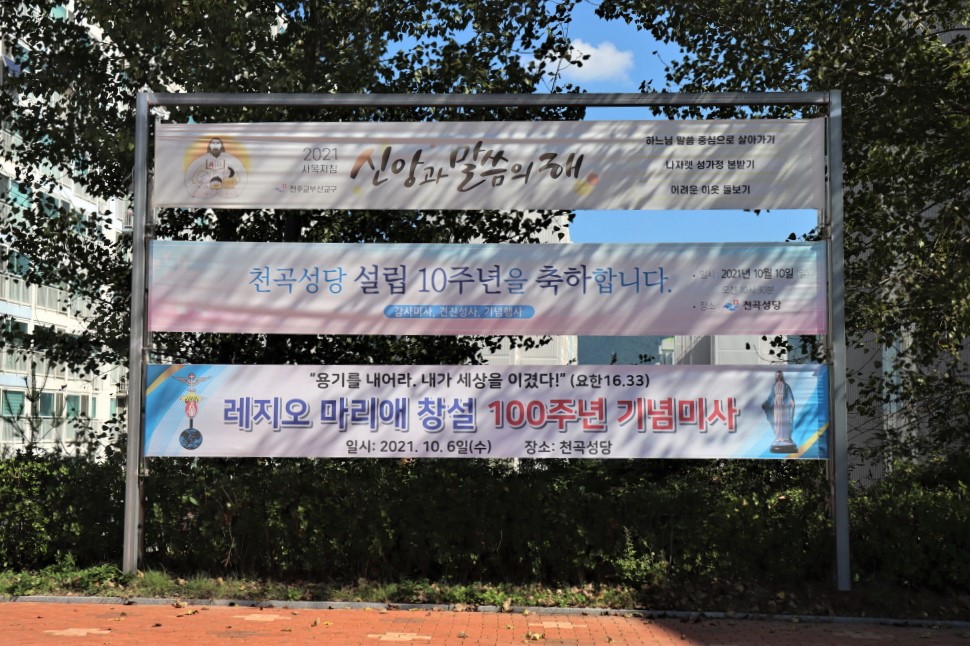 2021
사목지침
천주교부산교구
신앙과 말씀의 해
하느님 말씀 중심으로 살아가기
나자렛 성가정 본받기
어려운 이웃 돌보기
천곡성당 설립 10주년을 축하합니다.
감사미사, 견진성사, 기념행사
• 일시 2021년 10월 10일
• 장소 천곡성당
"용기를 내어라. 내가 세상을 이겼다!" (요한16.33)
레지오 마리애 창설 100주년 기념미사
일시: 2021. 10. 6일(수) 장소: 천곡성당